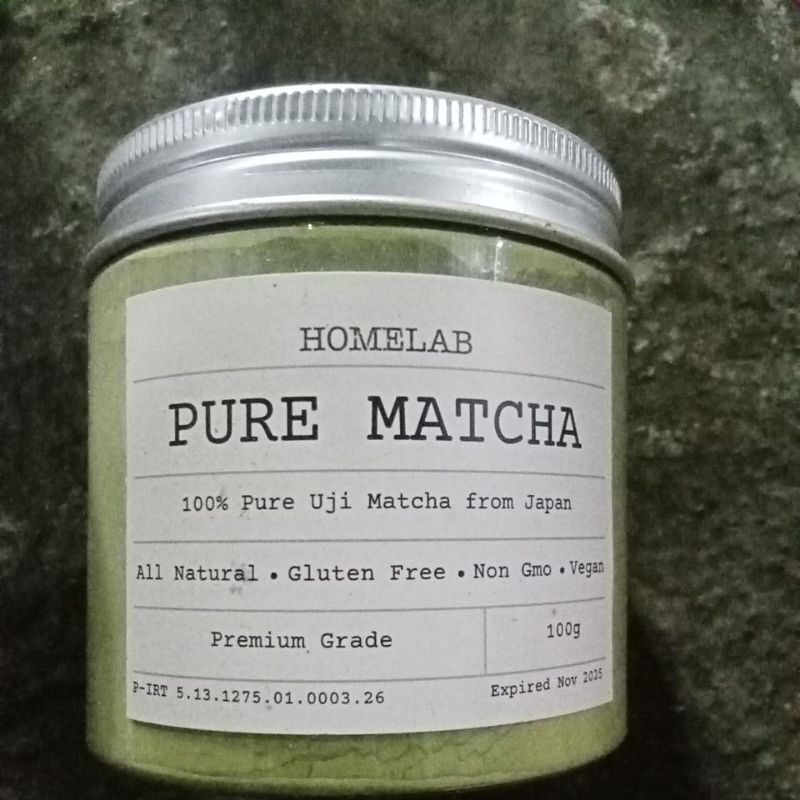 HOMELAB
PURE MATCHA
100% Pure Uji Matcha from Japan
All Natural • Gluten Free • Non Gmo • Vegan
Premium Grade
100g
P-IRT 5.13.1275.01.0003.26
Expired Nov 2025